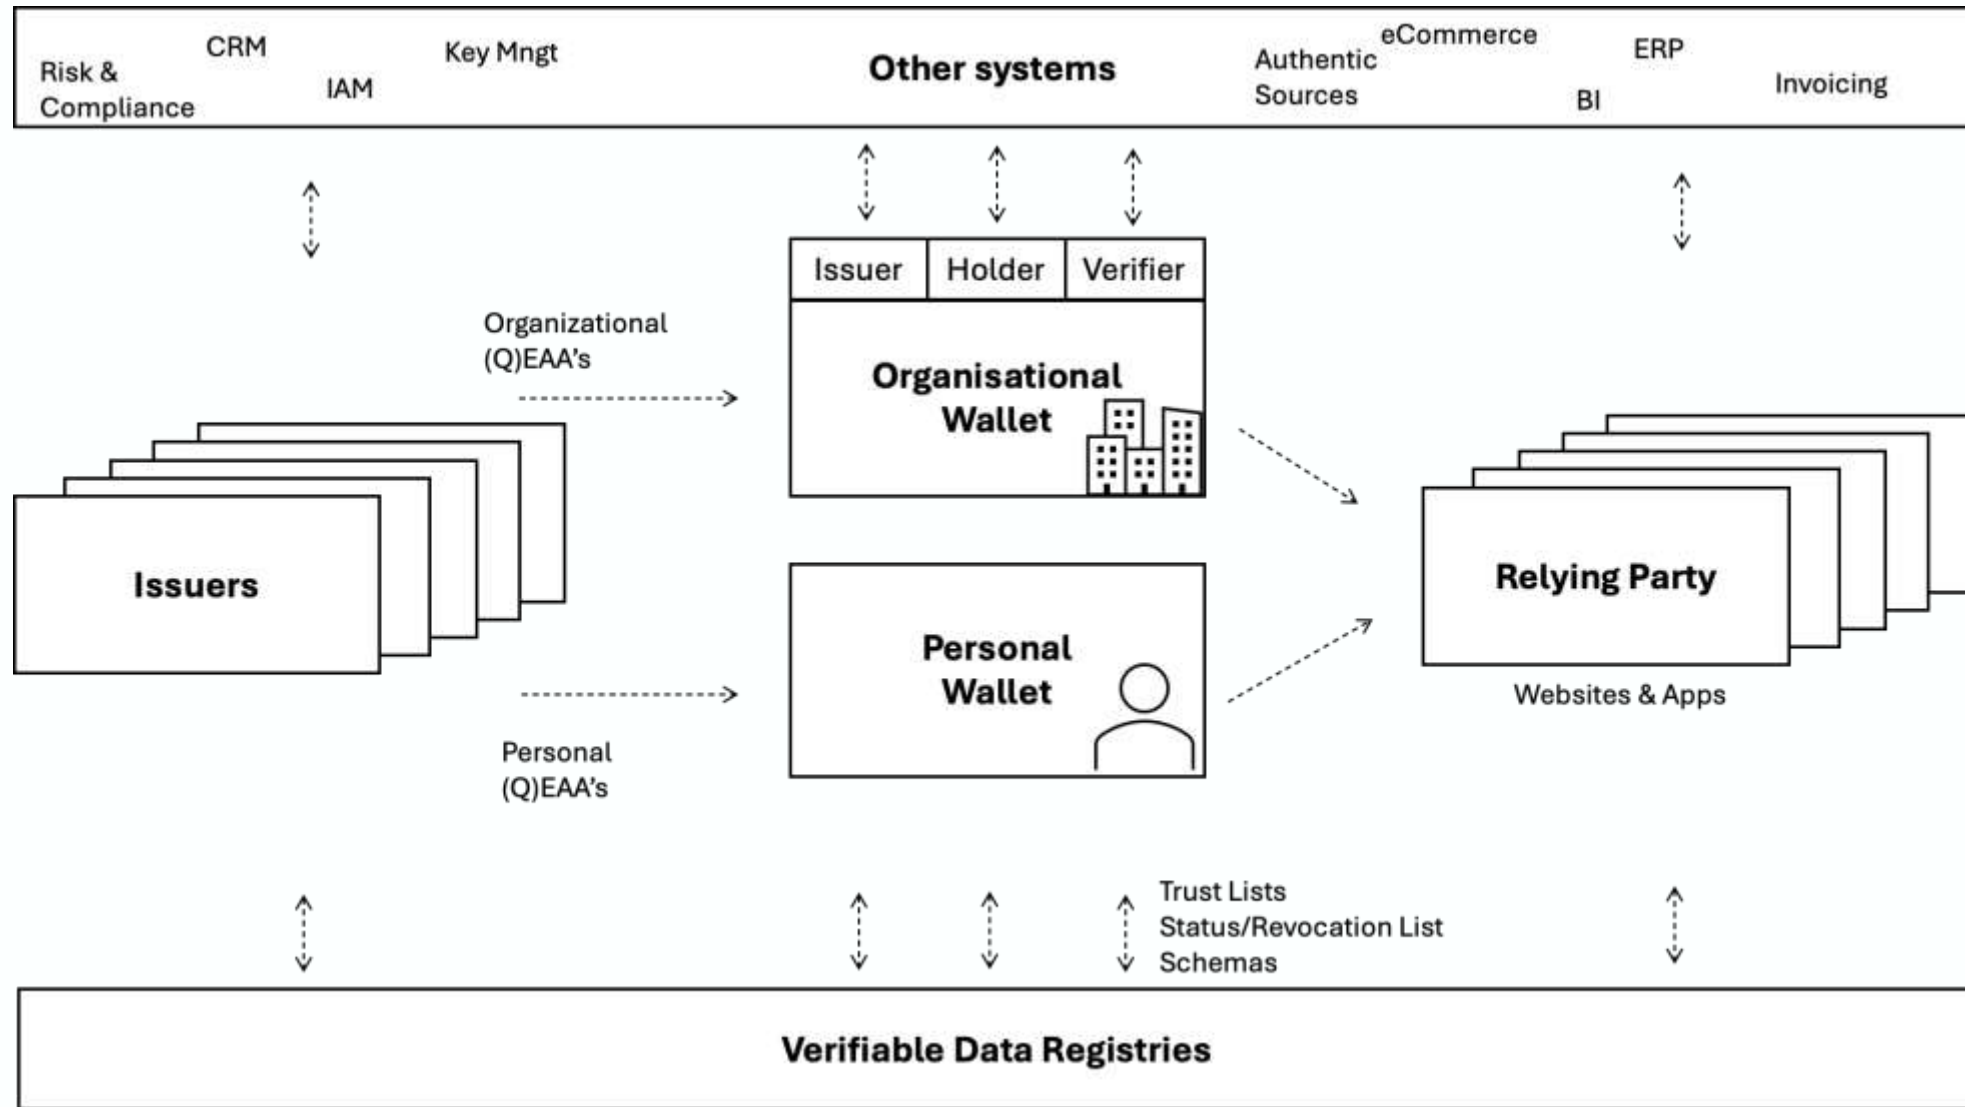 CRM
Key Mngt
Risk &
Compliance
IAM
Other systems
Authentic
Sources
eCommerce
ERP
BI
Invoicing
Issuer
Holder
Verifier
Organizational
(Q)EAA's
Organisational
Wallet
Issuers
Relying Party
Websites & Apps
Personal
Wallet
Personal
(Q)EAA's
Trust Lists
Status/Revocation List
Schemas
Verifiable Data Registries